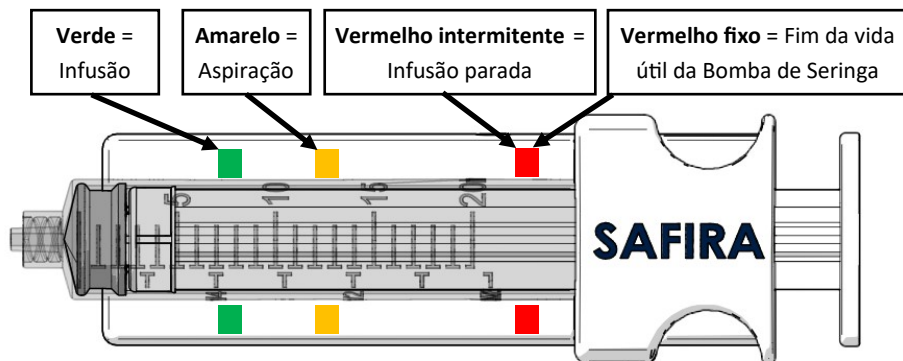 Verde =
Infusão
Amarelo =
Aspiração
Vermelho intermitente =
Infusão parada
Vermelho fixo = Fim da vida
útil da Bomba de Seringa
5
10
15
20
SAFIRA